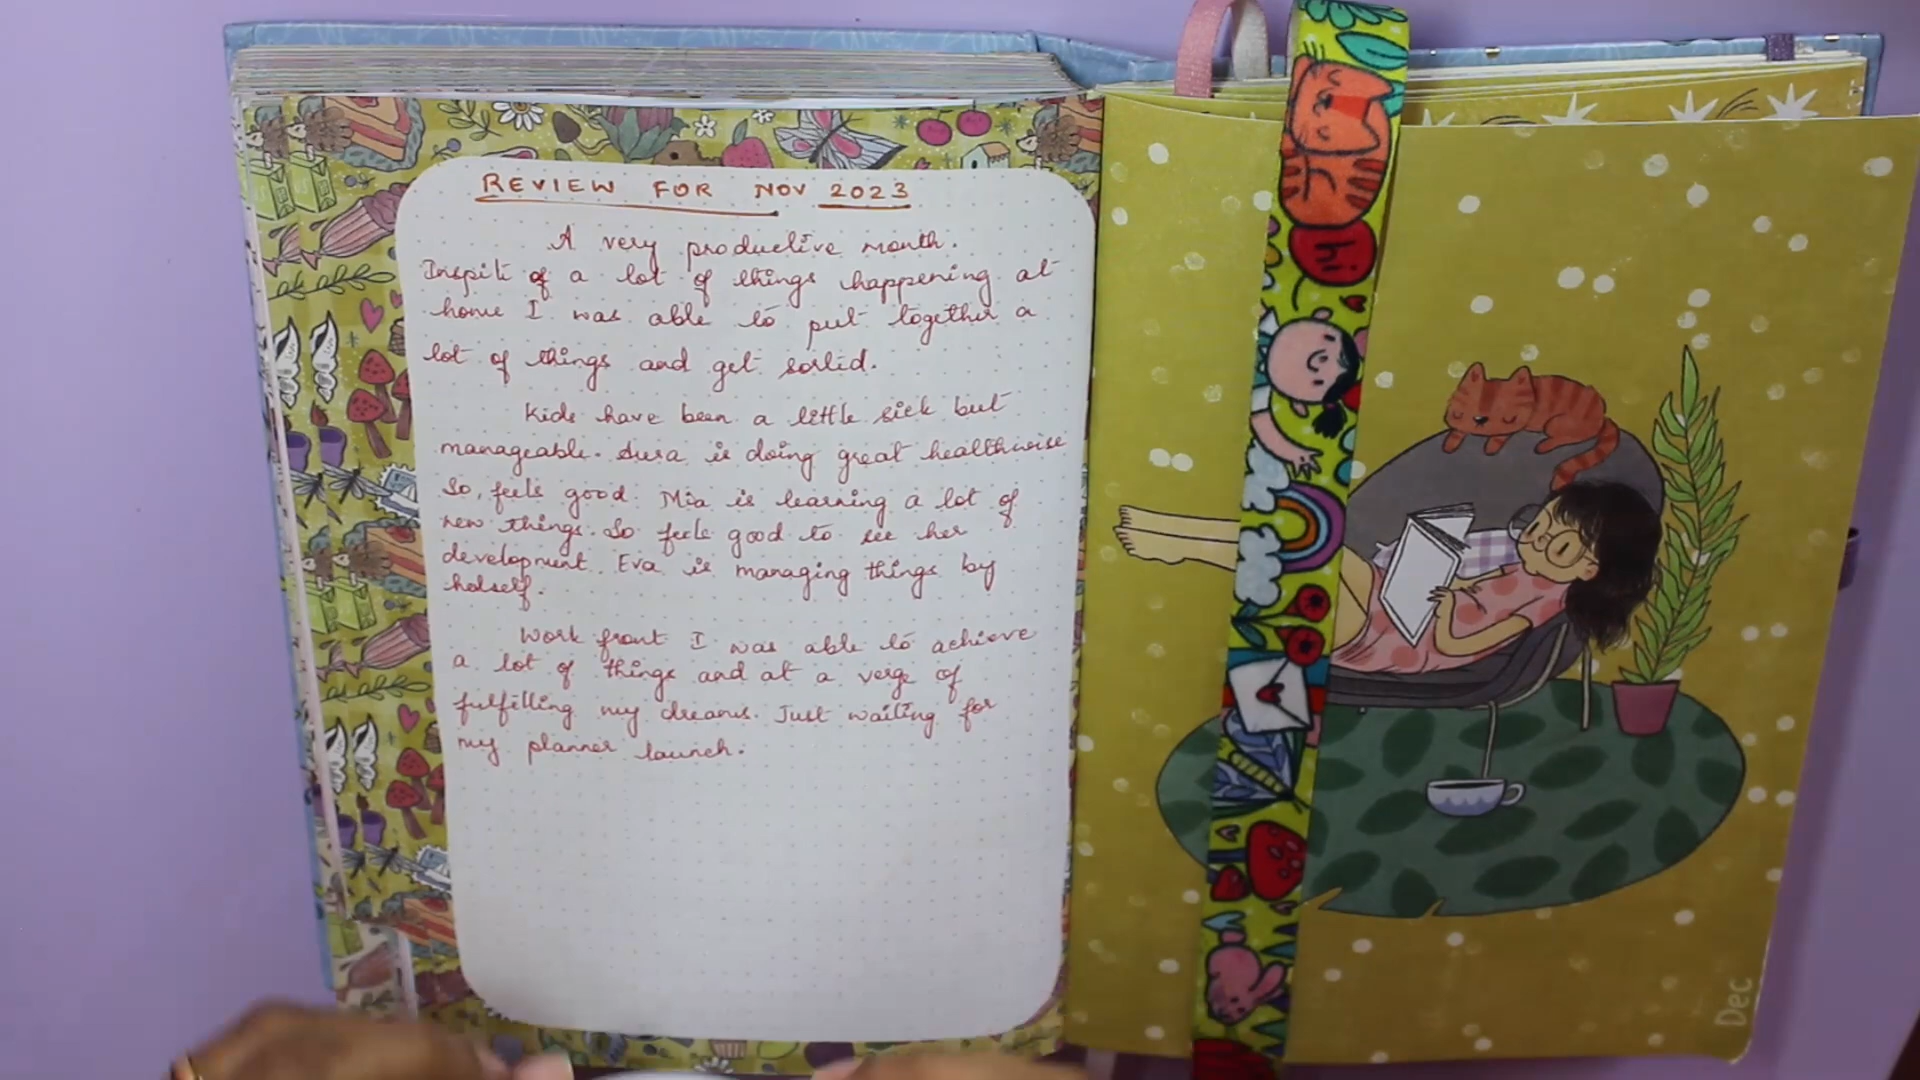 REVIEW FOR NOV 2023
A very productive month.
Inspite of a lot of things happening at
home I was able to put together a
lot of things and get sorted.
Kids have been a little sick but
manageable. Aura is doing great healthwise
So, feels good. Mia is learning a lot of
new things. So feels good to see her
development. Eva is managing things by
herself.
Work front I was able to achieve
a lot of things and at a verge of
fulfilling my dreams. Just waiting for
my planner launch.
hi
Dec